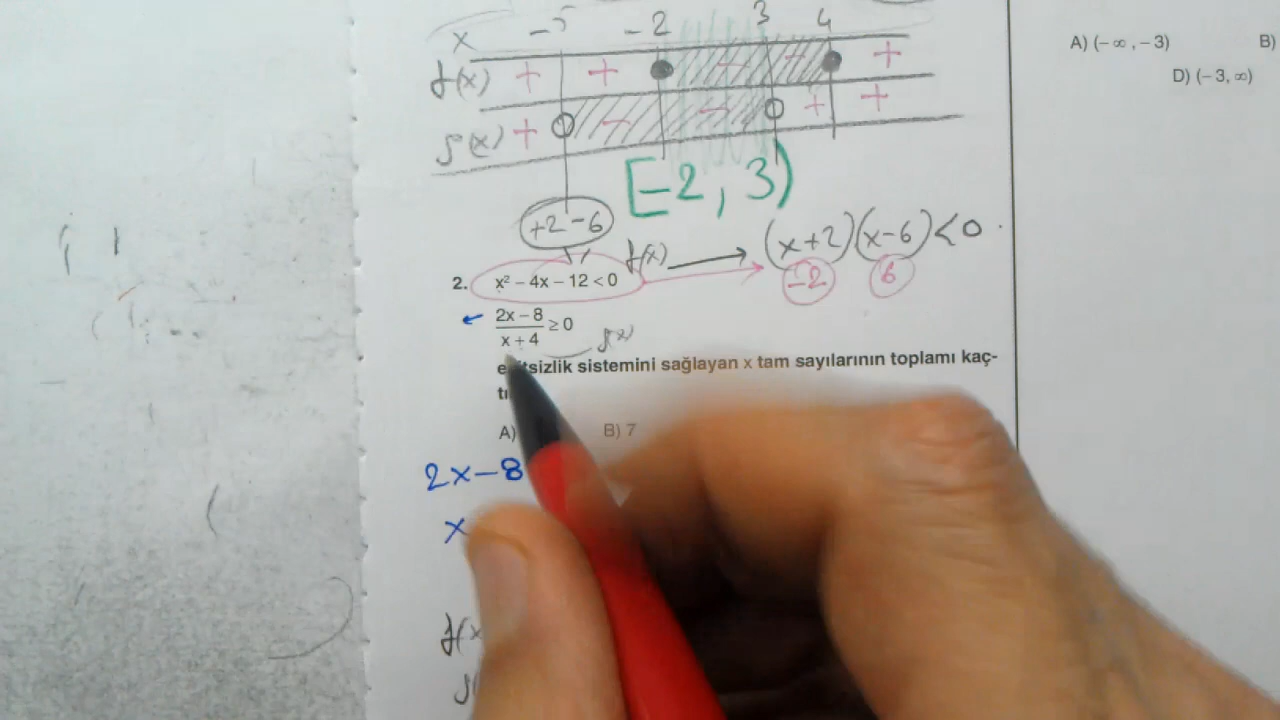 x -5 -2 3 4
f(x) + + - - +
g(x) + - - + +
[-2, 3)
+2 -6
f(x) (x+2)(x-6)<0
-2 6
2. x² - 4x - 12 < 0
2x - 8
x + 4
≥ 0
g(x)
sistemini sağlayan x tam sayılarının toplamı kaç-
A) B) 7
2x-8
x
f(x
A) (-∞, -3) B)
D) (-3, ∞)